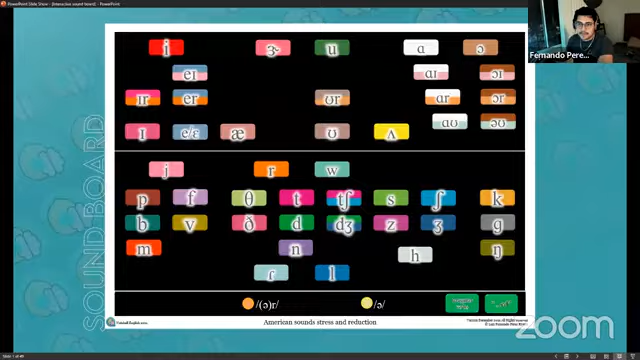 PowerPoint Slide Show - [Interactive sound board] - PowerPoint
Fernando Pere...
SOUND BOARD
i ɝ u ɑ ɔ
eɪ aɪ ɔɪ
ɪr er ʊr ɑr ɔr
aʊ oʊ
ɪ e/ɛ æ ʊ ʌ
j r w
p f θ t tʃ s ʃ k
b v ð d dʒ z ʒ g
m n h ŋ
ɾ l
/(ə)r/ /ə/
American sounds stress and reduction
zoom